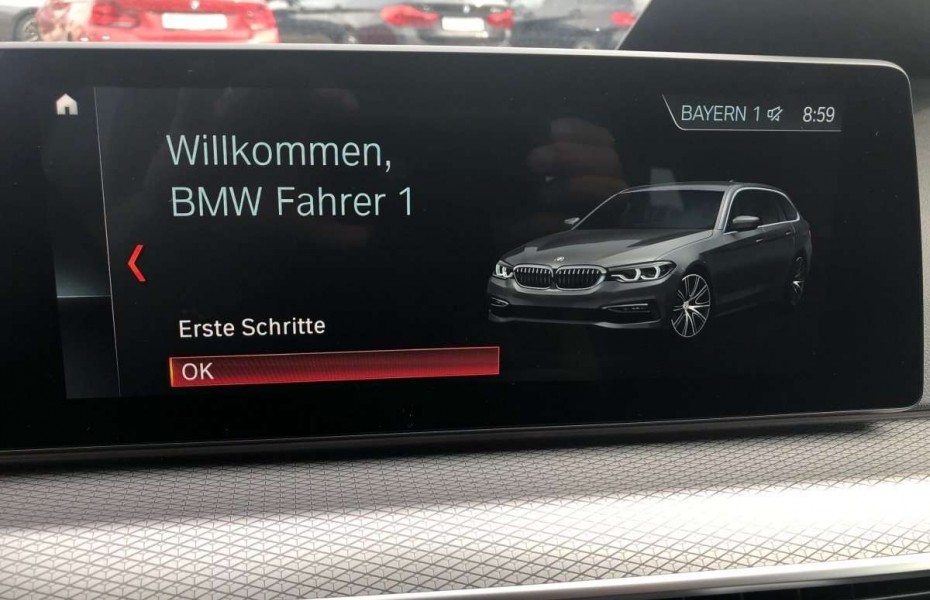 BAYERN 1 8:59
Willkommen,
BMW Fahrer 1
Erste Schritte
OK